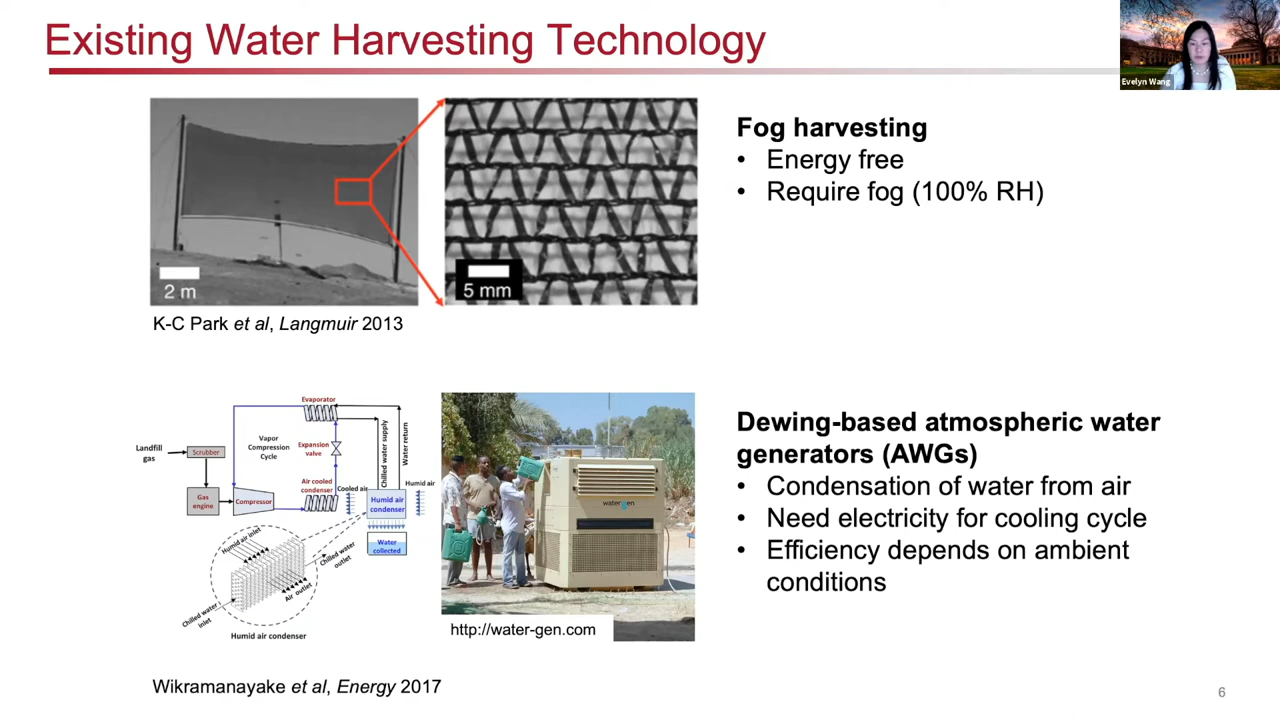 Existing Water Harvesting Technology
Evelyn Wang
Fog harvesting
• Energy free
• Require fog (100% RH)
2 m
5 mm
K-C Park et al, Langmuir 2013
Evaporator
Landfill
gas
Scrubber
Vapor
Compression
Cycle
Expansion
valve
Chilled water supply
Water return
Gas
engine
Compressor
Air cooled
condenser
Cooled air
Humid air
condenser
Humid air
Water
collected
Humid air inlet
Chilled water
outlet
Air outlet
Chilled water
inlet
Humid air condenser
water gen
http://water-gen.com
Dewing-based atmospheric water
generators (AWGs)
• Condensation of water from air
• Need electricity for cooling cycle
• Efficiency depends on ambient
conditions
Wikramanayake et al, Energy 2017
6